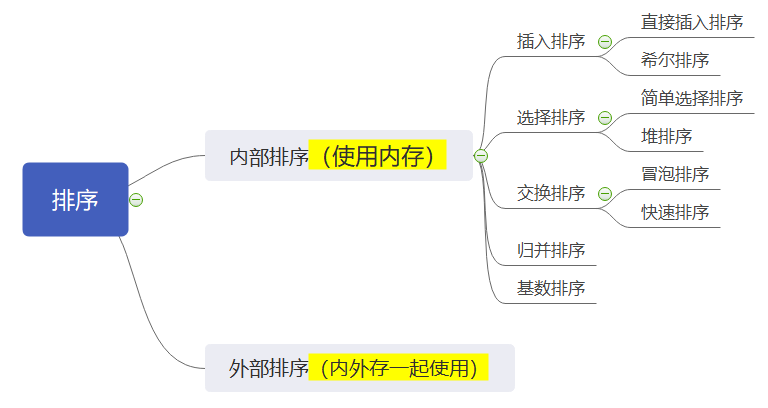 排序
内部排序（使用内存）
插入排序
直接插入排序
希尔排序
选择排序
简单选择排序
堆排序
交换排序
冒泡排序
快速排序
归并排序
基数排序
外部排序（内外存一起使用）